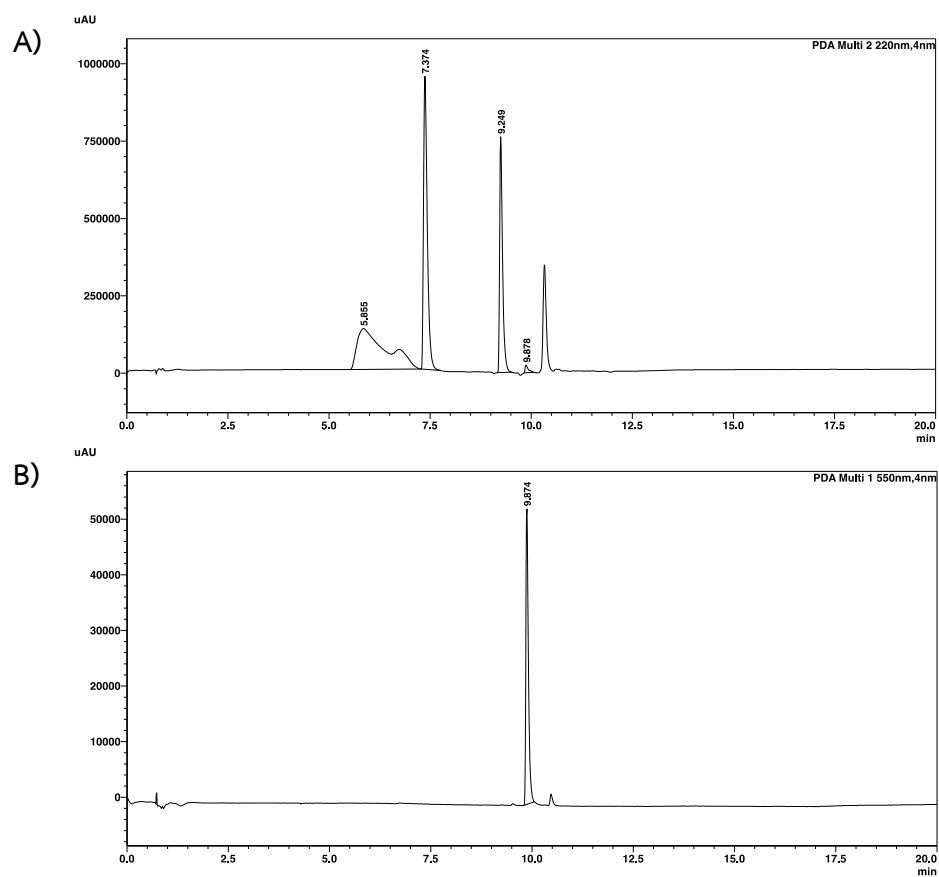 uAU
A)
PDA Multi 2 220nm,4nm
1000000
750000
500000
250000
0
7.374
9.249
5.855
9.878
0.0 2.5 5.0 7.5 10.0 12.5 15.0 17.5 20.0
min
uAU
B)
PDA Multi 1 550nm,4nm
50000
40000
30000
20000
10000
0
9.874
0.0 2.5 5.0 7.5 10.0 12.5 15.0 17.5 20.0
min